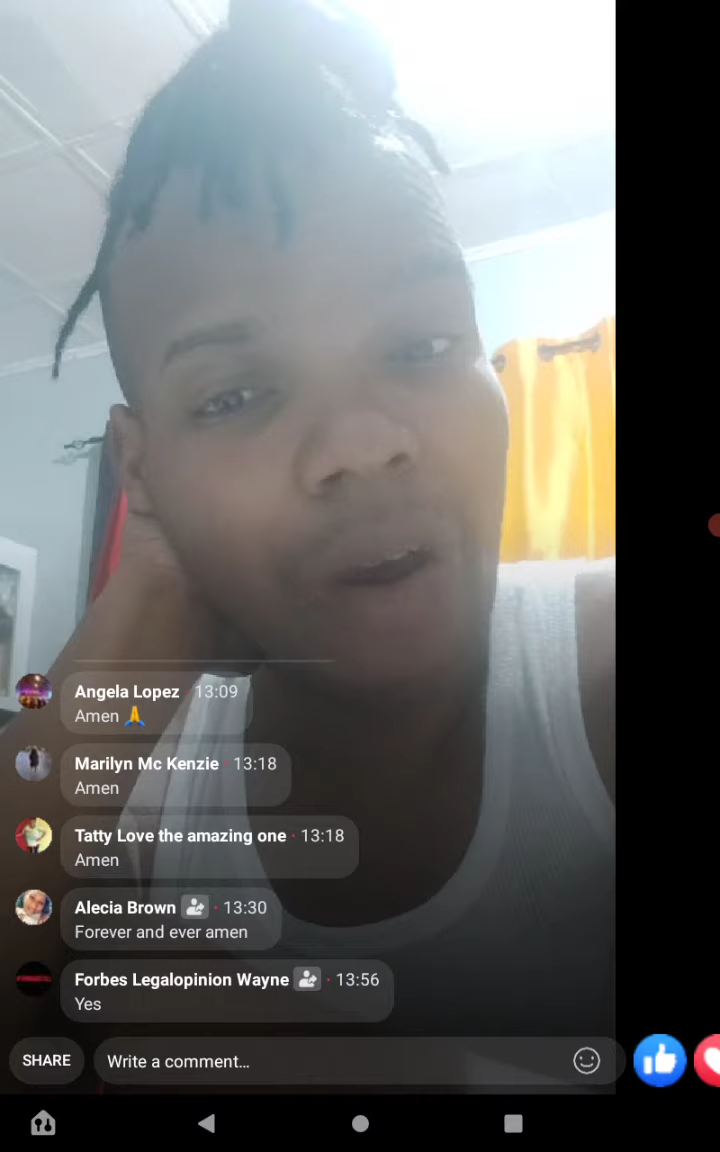 Angela Lopez · 13:09
Amen 🙏
Marilyn Mc Kenzie · 13:18
Amen
Tatty Love the amazing one · 13:18
Amen
Alecia Brown · 13:30
Forever and ever amen
Forbes Legalopinion Wayne · 13:56
Yes
SHARE
Write a comment…